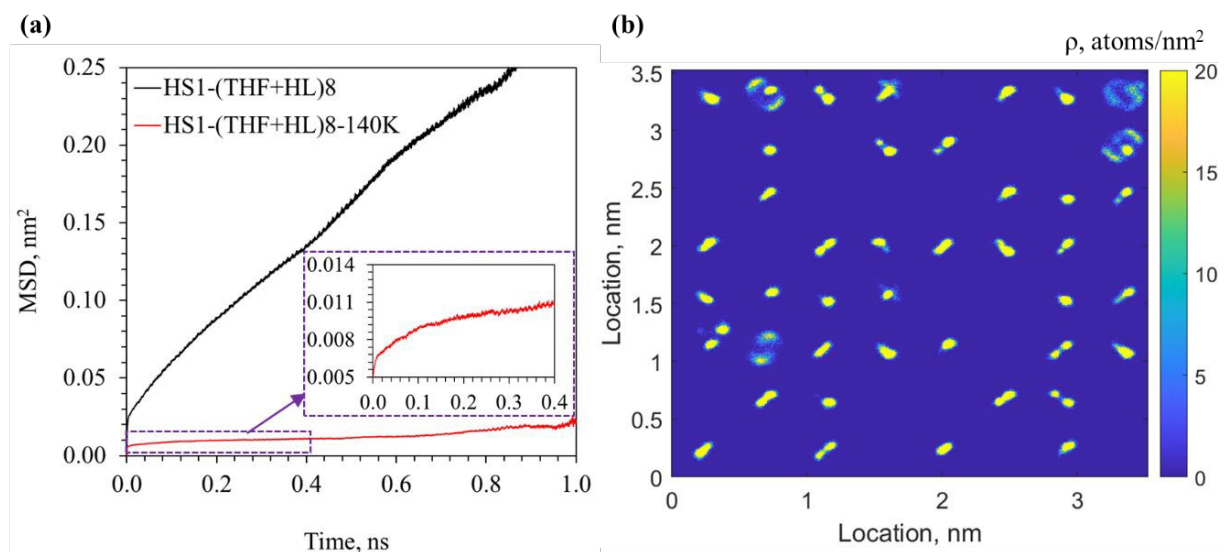 (a)
0.25
0.20
0.15
0.10
0.05
0.00
MSD, nm²
HS1-(THF+HL)8
HS1-(THF+HL)8-140K
0.014
0.011
0.008
0.005
0.0 0.1 0.2 0.3 0.4
0.0 0.2 0.4 0.6 0.8 1.0
Time, ns
(b)
ρ, atoms/nm²
3.5
3
2.5
2
1.5
1
0.5
0
Location, nm
0 1 2 3
Location, nm
20
15
10
5
0